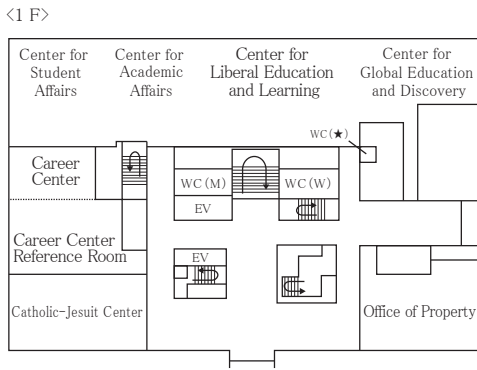 <1 F>
Center for
Student
Affairs
Center for
Academic
Affairs
Center for
Liberal Education
and Learning
Center for
Global Education
and Discovery
WC(★)
Career
Center
WC(M)
WC(W)
EV
Career Center
Reference Room
EV
Catholic-Jesuit Center
Office of Property